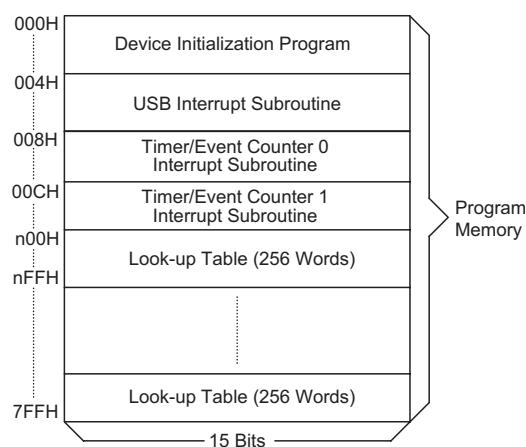 000H
Device Initialization Program
004H
USB Interrupt Subroutine
008H
Timer/Event Counter 0
Interrupt Subroutine
00CH
Timer/Event Counter 1
Interrupt Subroutine
n00H
Look-up Table (256 Words)
nFFH
Program
Memory
Look-up Table (256 Words)
7FFH
15 Bits